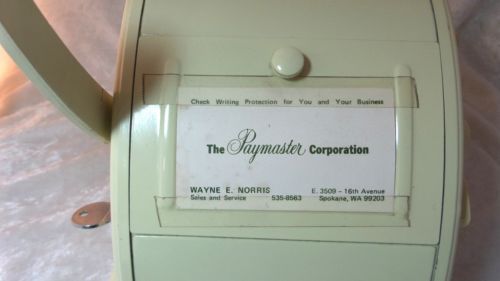 Check Writing Protection for You and Your Business
The Paymaster Corporation
WAYNE E. NORRIS E. 3509 - 16th Avenue
Sales and Service 535-8563 Spokane, WA 99203